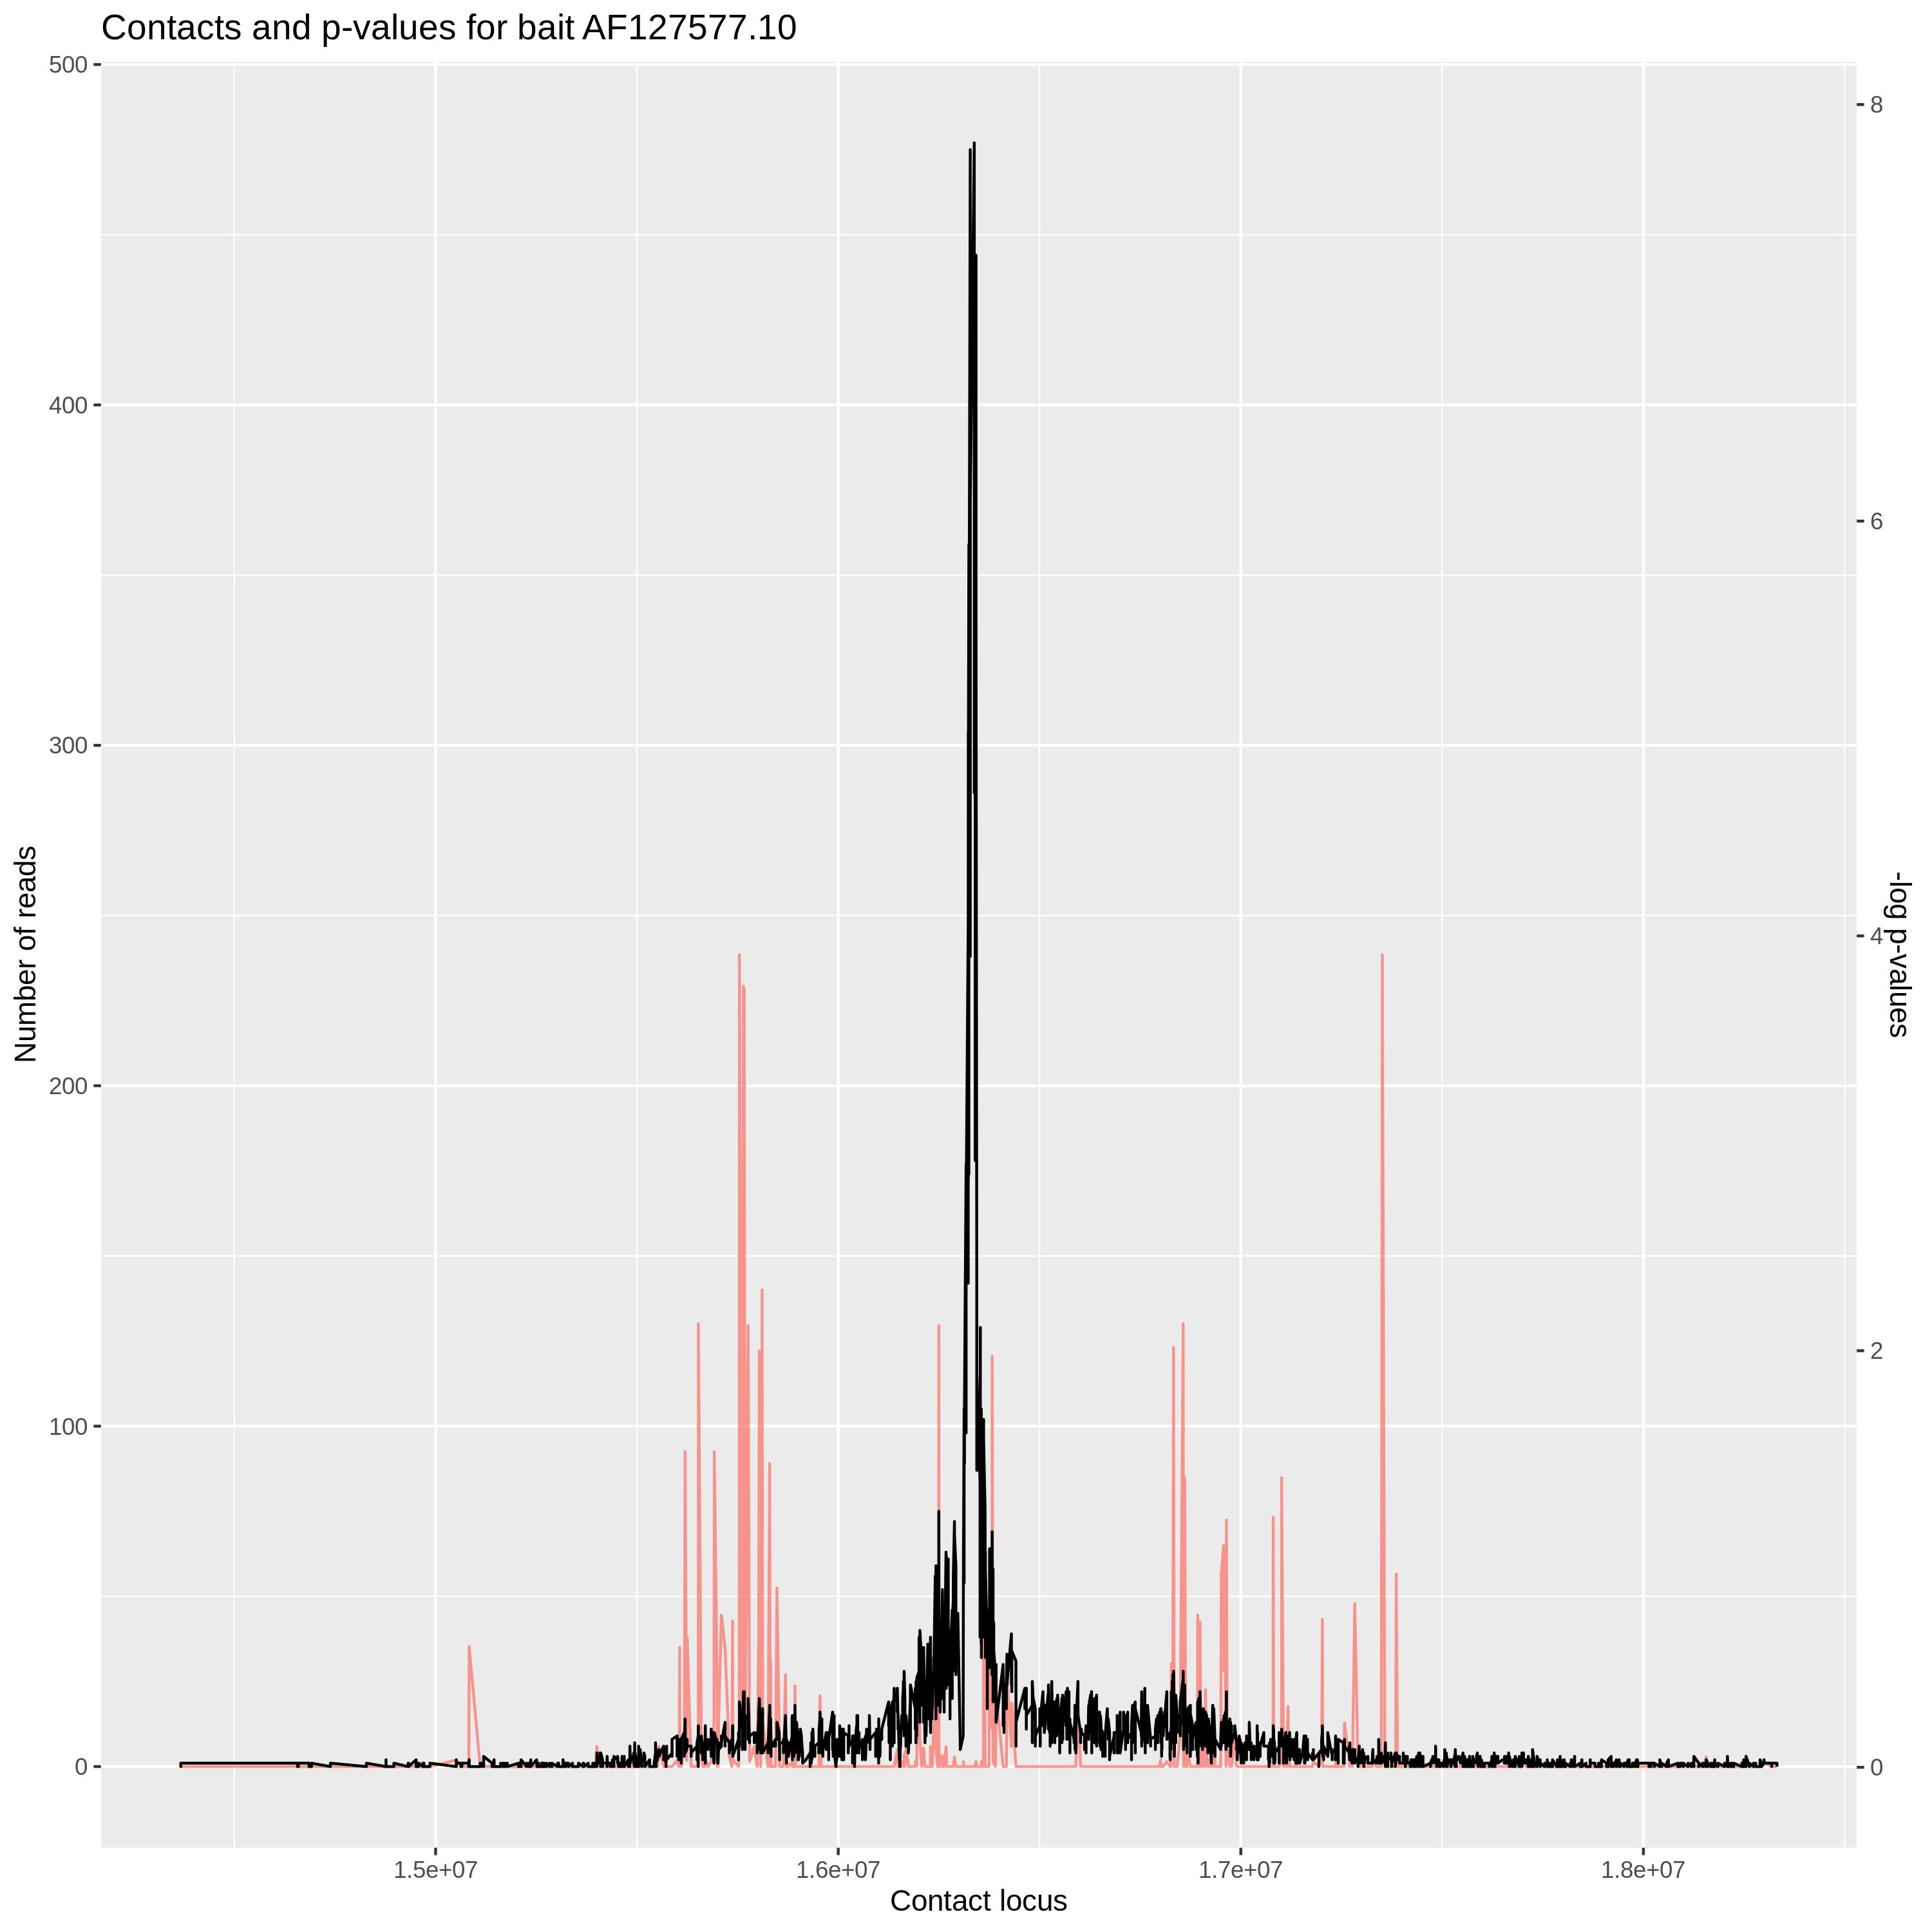 Contacts and p-values for bait AF127577.10
500
400
300
200
100
0
Number of reads
8
6
4
2
0
-log p-values
1.5e+07
1.6e+07
1.7e+07
1.8e+07
Contact locus